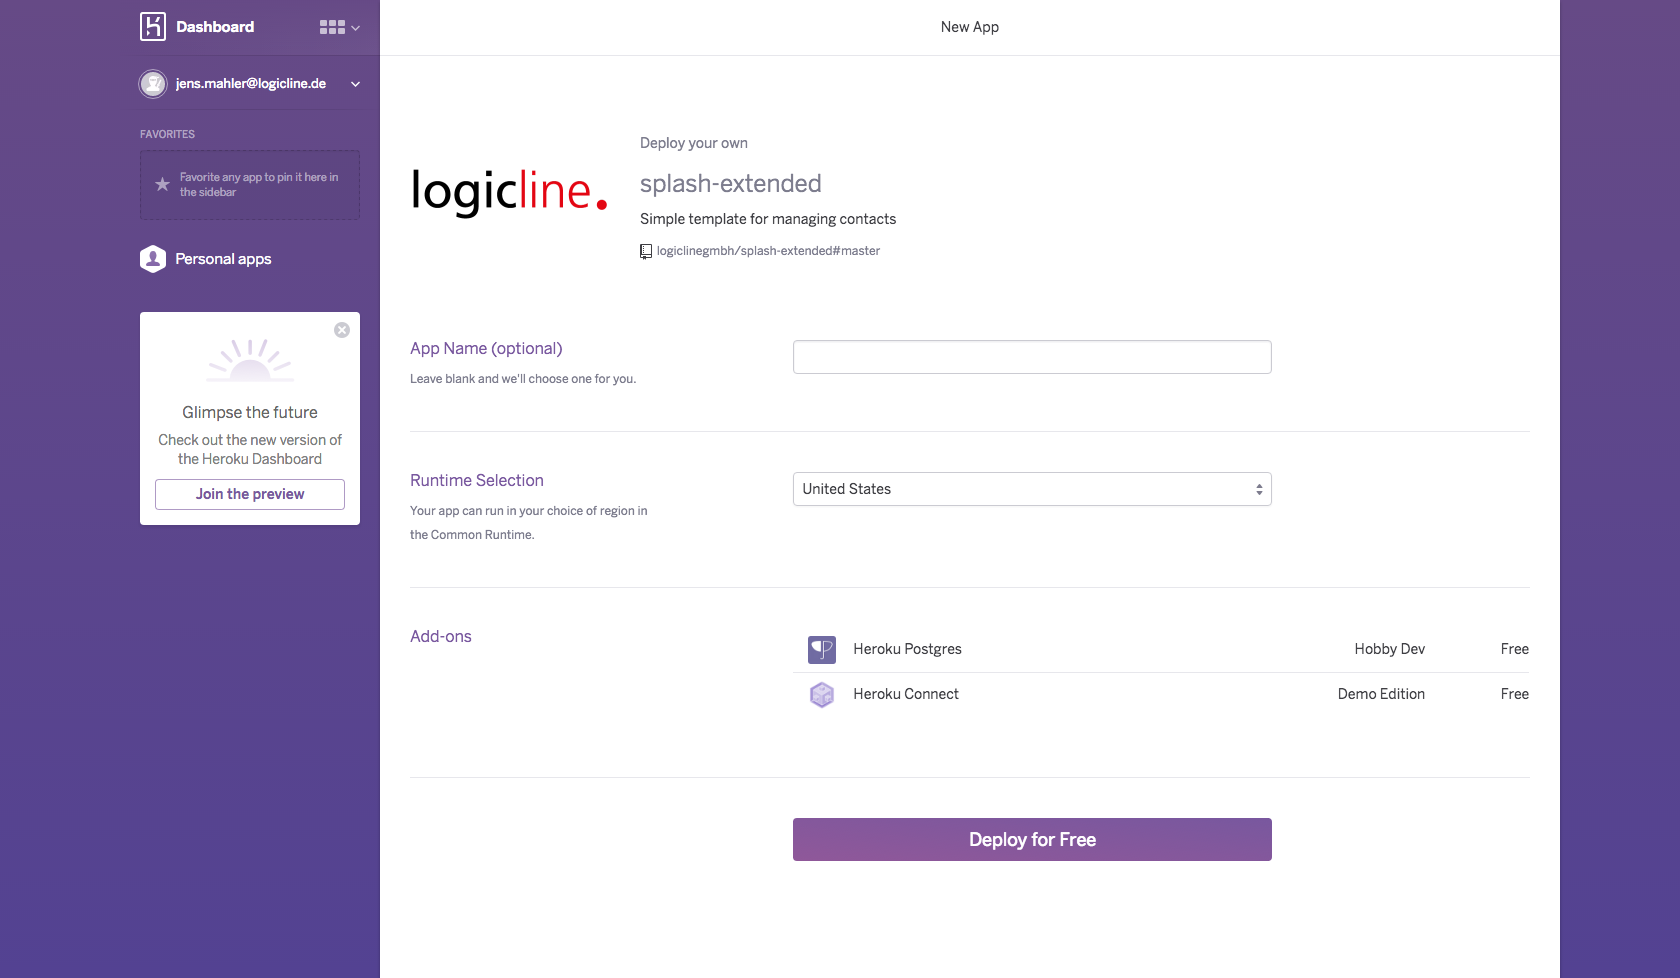 Dashboard
jens.mahler@logicline.de
FAVORITES
Favorite any app to pin it here in
the sidebar
Personal apps
Glimpse the future
Check out the new version of
the Heroku Dashboard
Join the preview
New App
logicline.
Deploy your own
splash-extended
Simple template for managing contacts
logiclinegmbh/splash-extended#master
App Name (optional)
Leave blank and we'll choose one for you.
Runtime Selection
Your app can run in your choice of region in
the Common Runtime.
United States
Add-ons
Heroku Postgres Hobby Dev Free
Heroku Connect Demo Edition Free
Deploy for Free